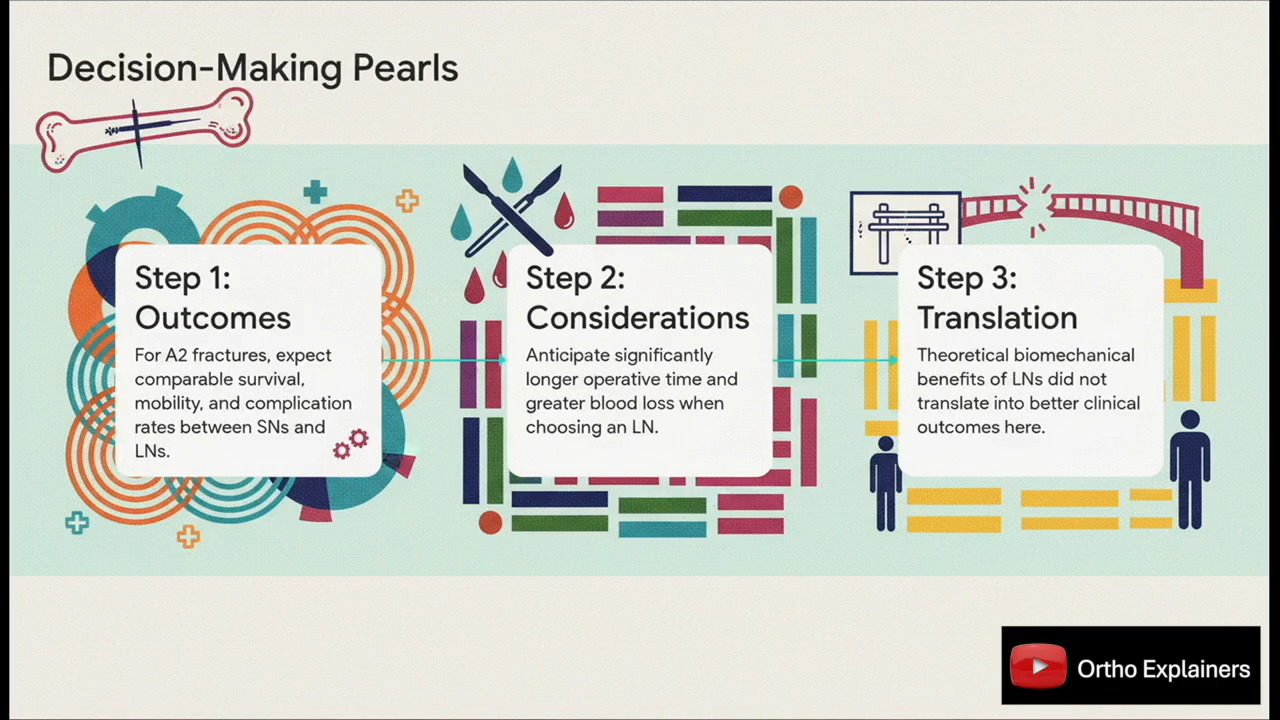 Decision-Making Pearls
Step 1:
Outcomes
For A2 fractures, expect
comparable survival,
mobility, and complication
rates between SNs and
LNs.
Step 2:
Considerations
Anticipate significantly
longer operative time and
greater blood loss when
choosing an LN.
Step 3:
Translation
Theoretical biomechanical
benefits of LNs did not
translate into better clinical
outcomes here.
Ortho Explainers